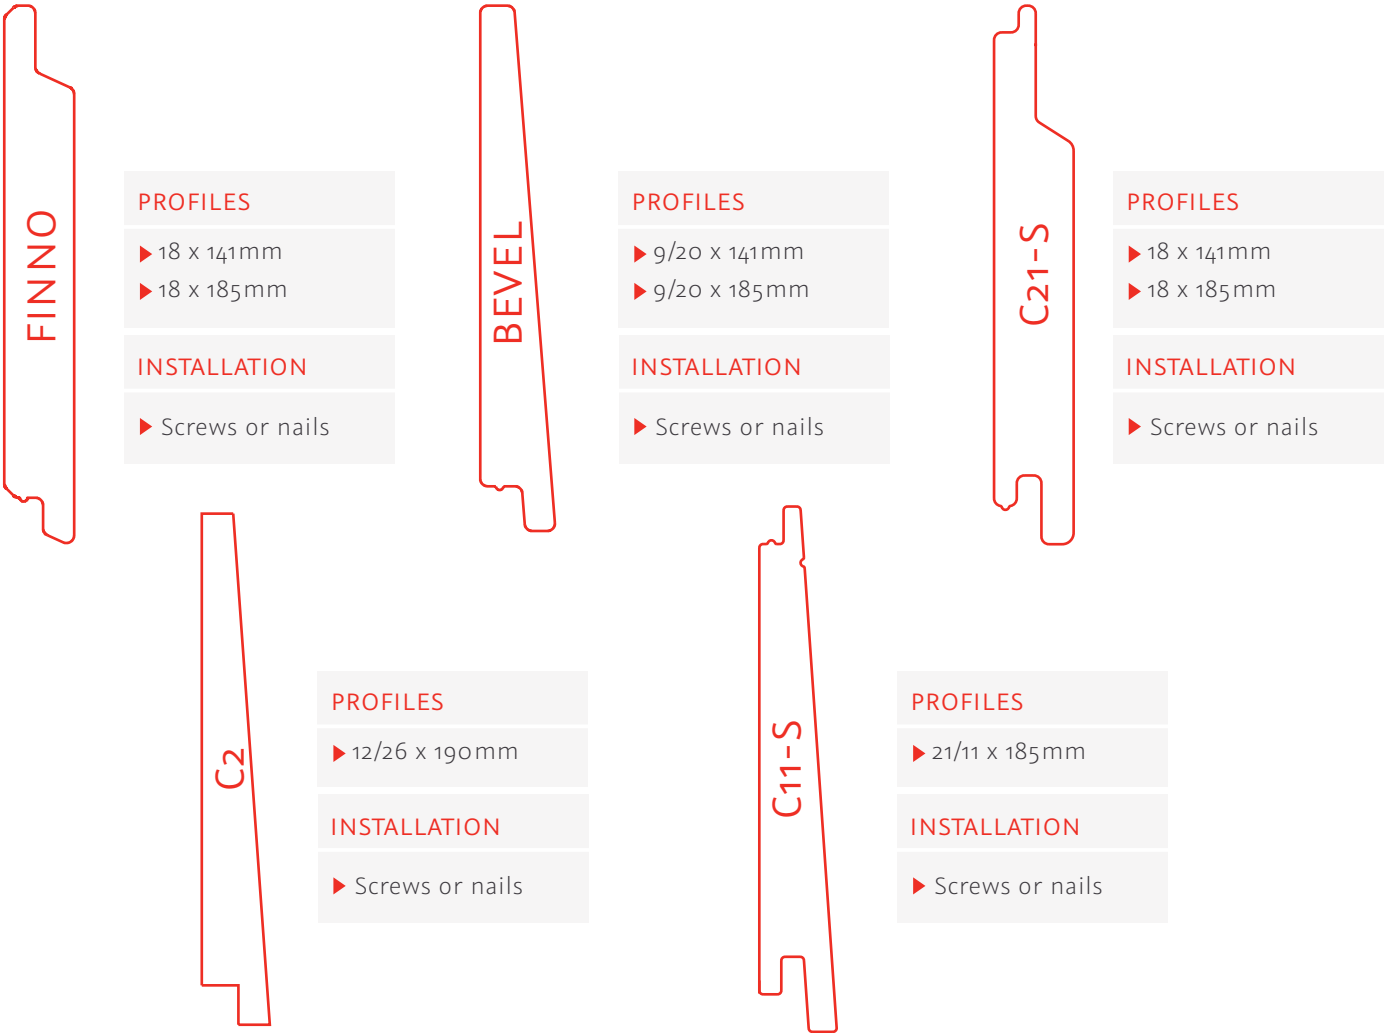 FINNO
PROFILES
18 x 141mm
18 x 185mm
INSTALLATION
Screws or nails
BEVEL
PROFILES
9/20 x 141mm
9/20 x 185mm
INSTALLATION
Screws or nails
C21-S
PROFILES
18 x 141mm
18 x 185mm
INSTALLATION
Screws or nails
C2
PROFILES
12/26 x 190mm
INSTALLATION
Screws or nails
C11-S
PROFILES
21/11 x 185mm
INSTALLATION
Screws or nails